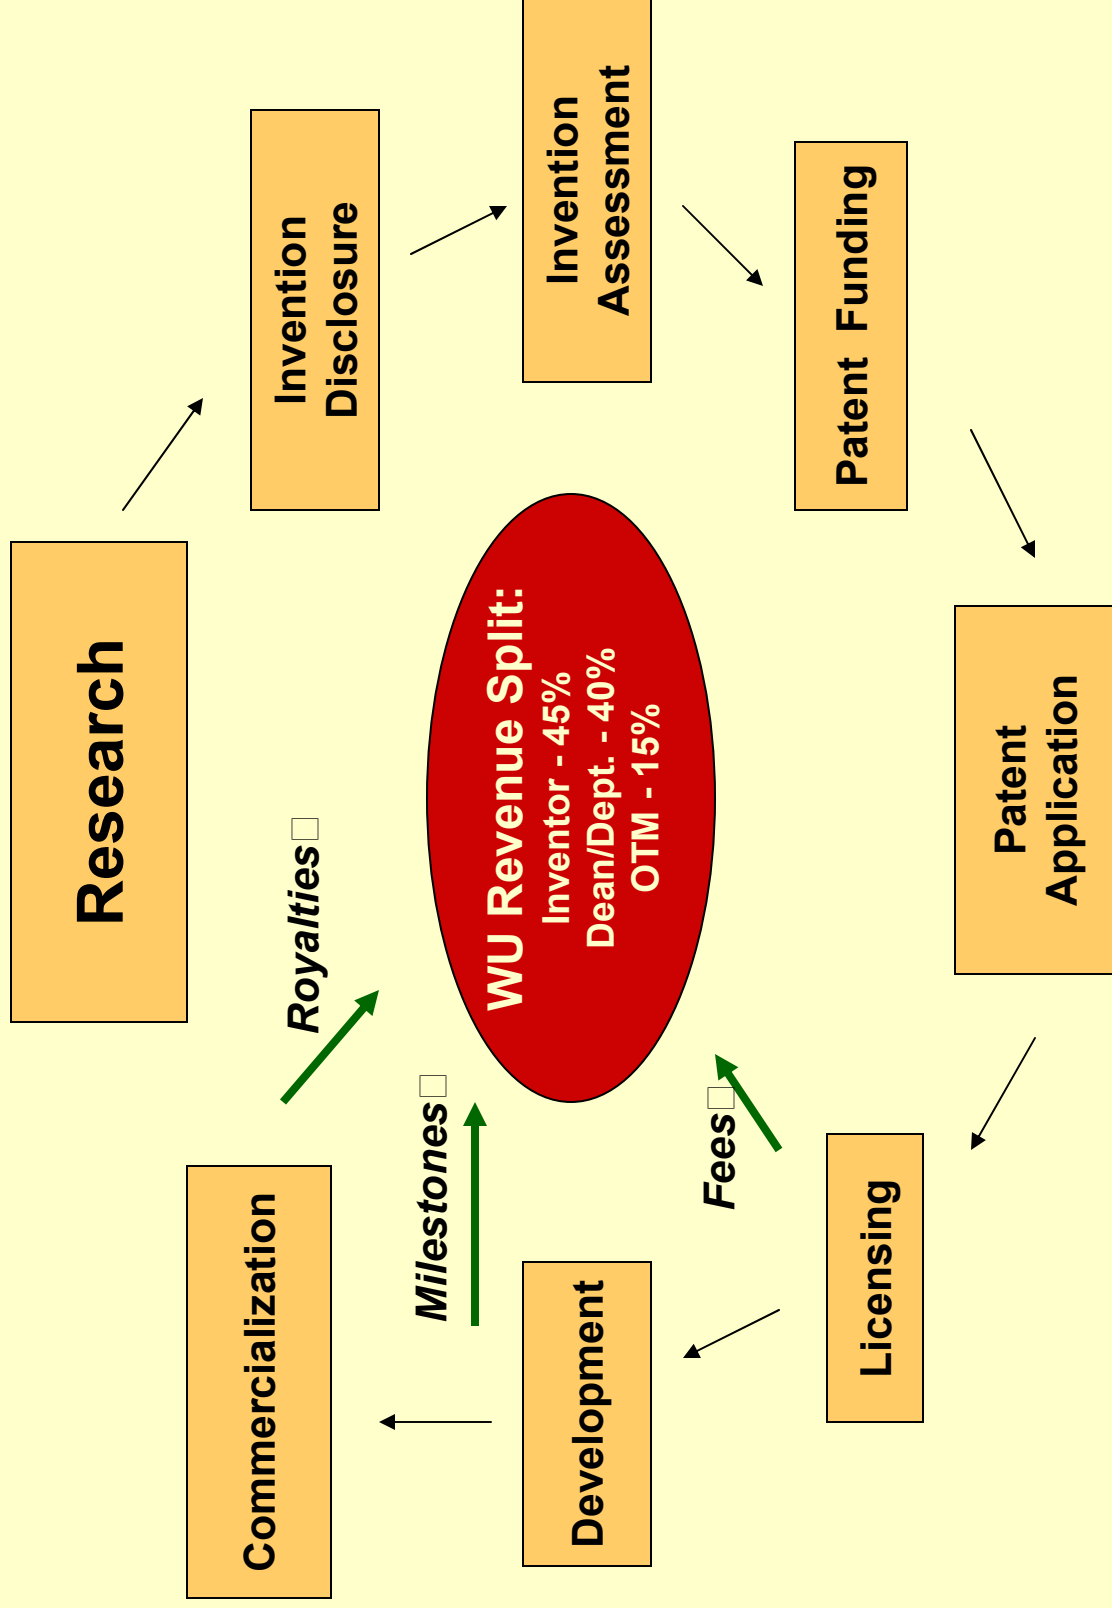 Research
Invention
Disclosure
Invention
Assessment
Patent Funding
Patent
Application
Licensing
Development
Commercialization
Royalties
Milestones
Fees
WU Revenue Split:
Inventor - 45%
Dean/Dept. - 40%
OTM - 15%